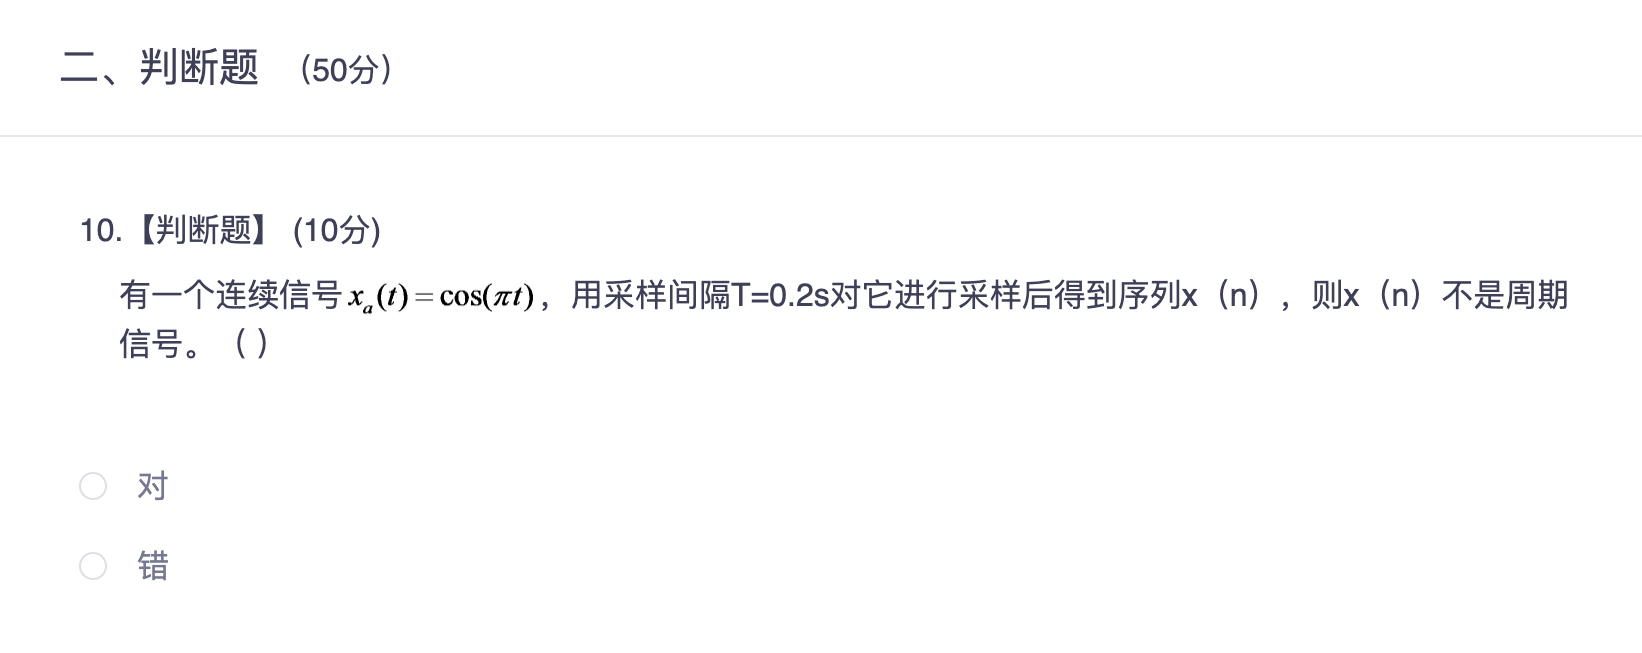 二、判断题 （50分）
10.【判断题】 (10分)
有一个连续信号 xₐ(t) = cos(πt)，用采样间隔T=0.2s对它进行采样后得到序列x（n），则x（n）不是周期
信号。（ ）
对
错